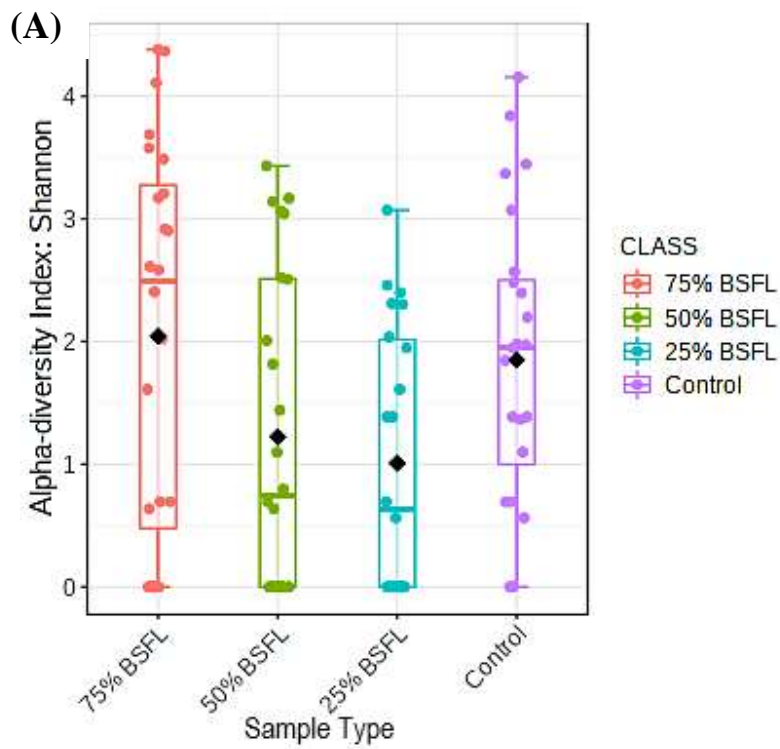 (A)
Alpha-diversity Index: Shannon
4
3
2
1
0
75% BSFL
50% BSFL
25% BSFL
Control
Sample Type
CLASS
75% BSFL
50% BSFL
25% BSFL
Control